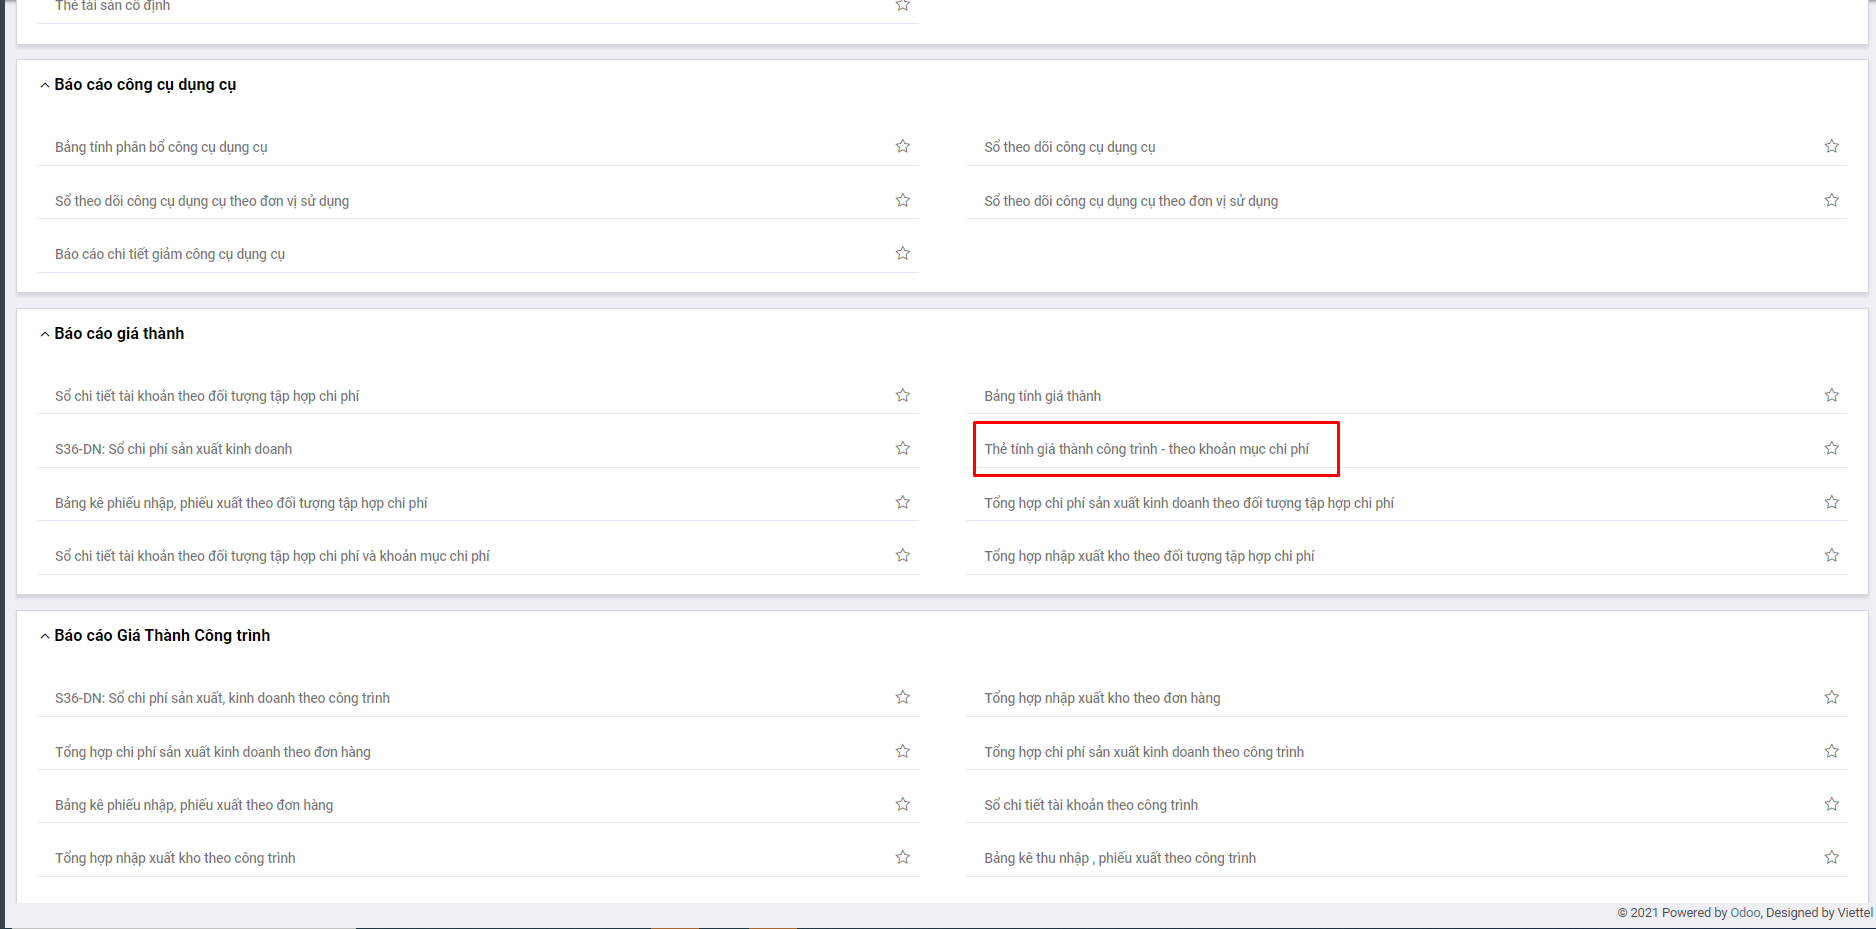 Thẻ tài sản cố định
Báo cáo công cụ dụng cụ
Bảng tính phân bổ công cụ dụng cụ
Sổ theo dõi công cụ dụng cụ
Sổ theo dõi công cụ dụng cụ theo đơn vị sử dụng
Sổ theo dõi công cụ dụng cụ theo đơn vị sử dụng
Báo cáo chi tiết giảm công cụ dụng cụ
Báo cáo giá thành
Sổ chi tiết tài khoản theo đối tượng tập hợp chi phí
Bảng tính giá thành
S36-DN: Sổ chi phí sản xuất kinh doanh
Thẻ tính giá thành công trình - theo khoản mục chi phí
Bảng kê phiếu nhập, phiếu xuất theo đối tượng tập hợp chi phí
Tổng hợp chi phí sản xuất kinh doanh theo đối tượng tập hợp chi phí
Sổ chi tiết tài khoản theo đối tượng tập hợp chi phí và khoản mục chi phí
Tổng hợp nhập xuất kho theo đối tượng tập hợp chi phí
Báo cáo Giá Thành Công trình
S36-DN: Sổ chi phí sản xuất, kinh doanh theo công trình
Tổng hợp nhập xuất kho theo đơn hàng
Tổng hợp chi phí sản xuất kinh doanh theo đơn hàng
Tổng hợp chi phí sản xuất kinh doanh theo công trình
Bảng kê phiếu nhập, phiếu xuất theo đơn hàng
Sổ chi tiết tài khoản theo công trình
Tổng hợp nhập xuất kho theo công trình
Bảng kê thu nhập , phiếu xuất theo công trình
© 2021 Powered by Odoo, Designed by Viettel